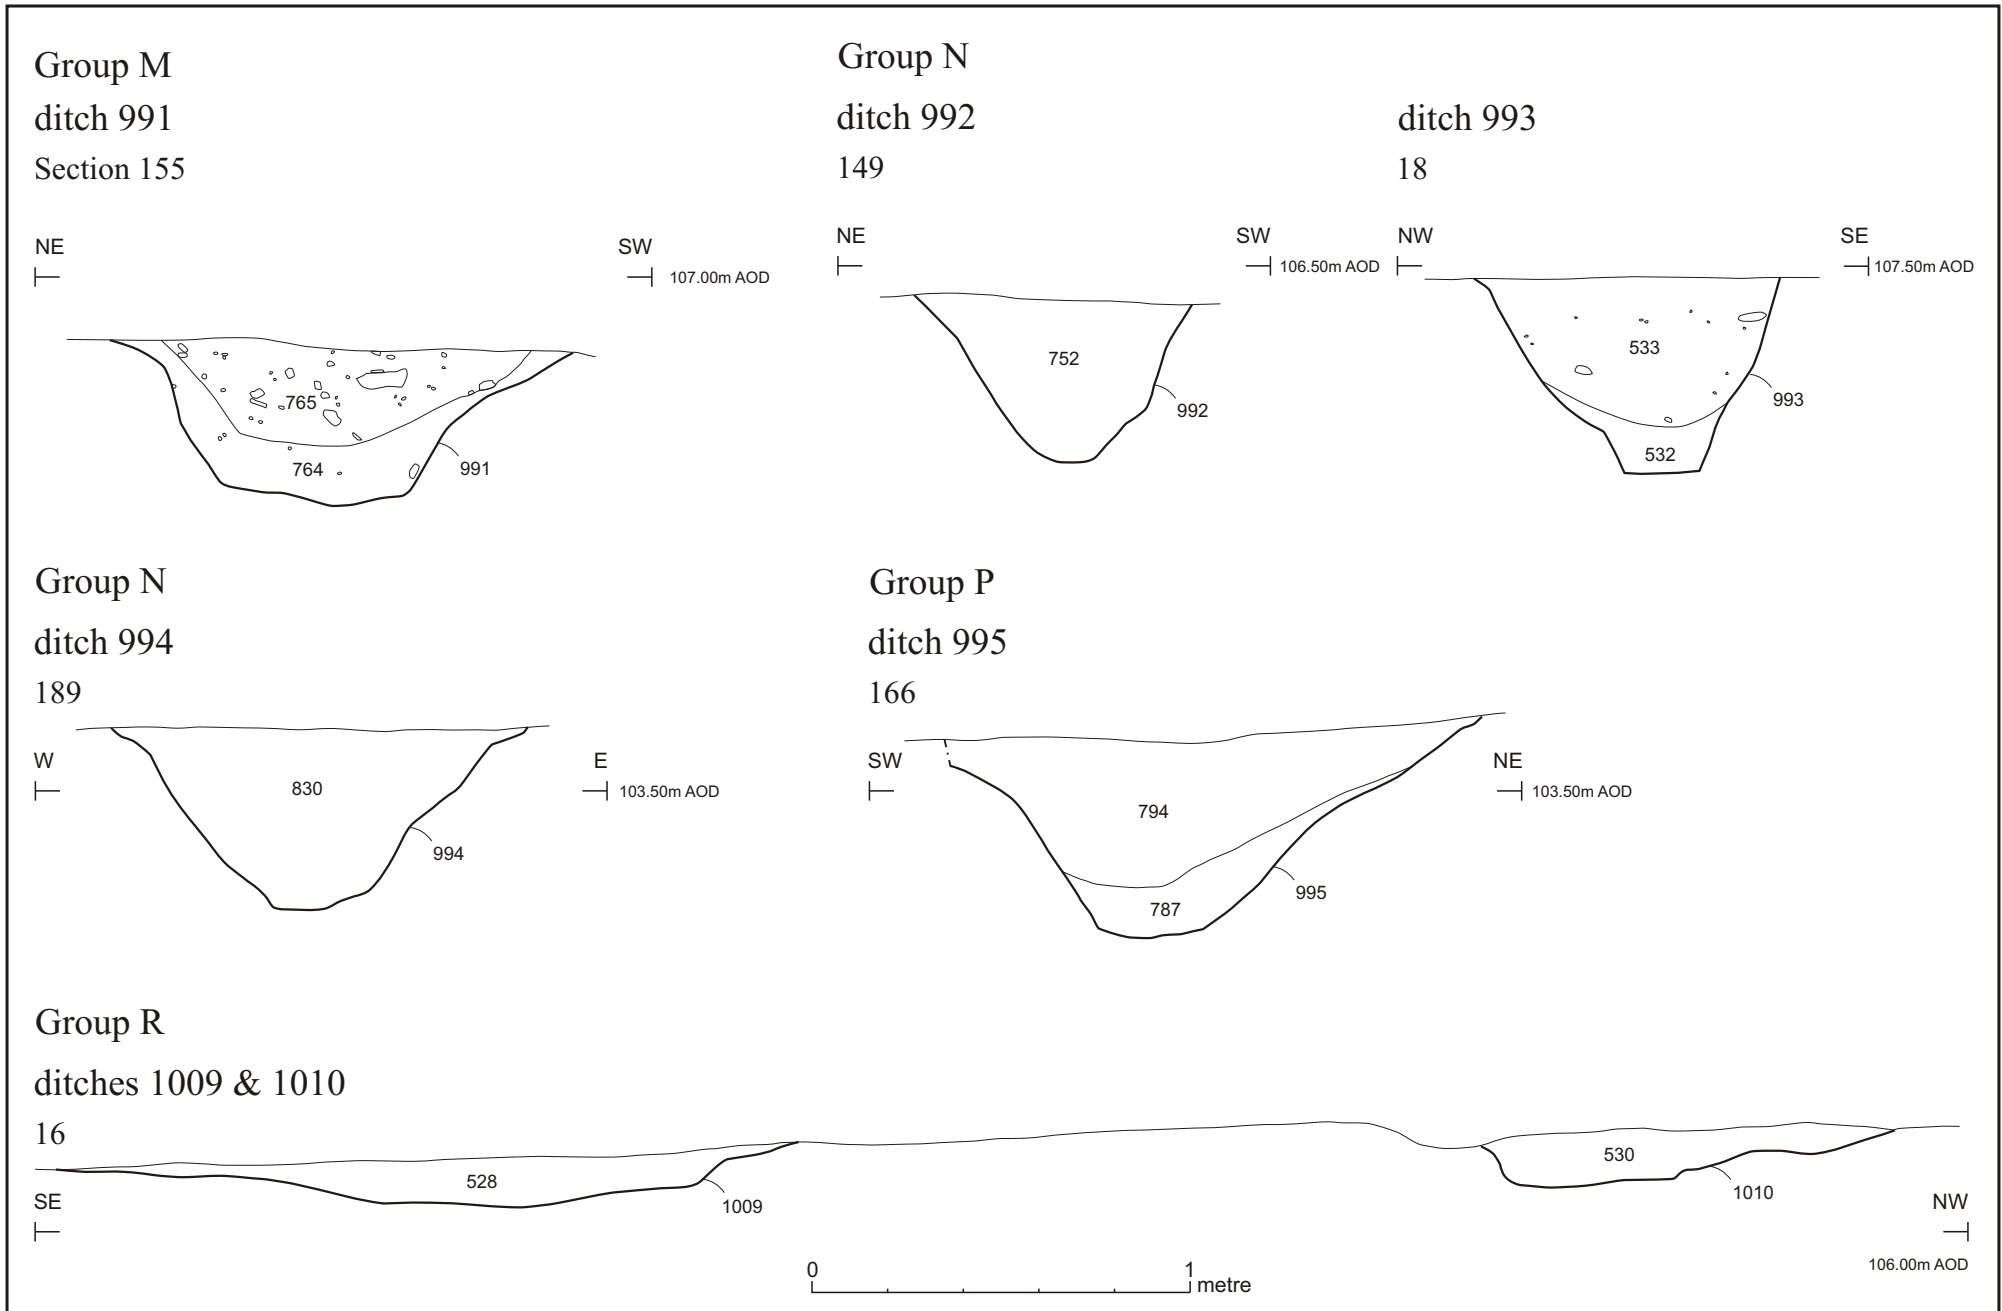 Group M
ditch 991
Section 155
NE
SW
107.00m AOD
765
764
991
Group N
ditch 992
149
NE
SW
106.50m AOD
752
992
ditch 993
18
NW
SE
107.50m AOD
533
993
532
Group N
ditch 994
189
W
E
103.50m AOD
830
994
Group P
ditch 995
166
SW
NE
103.50m AOD
794
995
787
Group R
ditches 1009 & 1010
16
528
530
SE
1009
1010
NW
106.00m AOD
0 1
metre